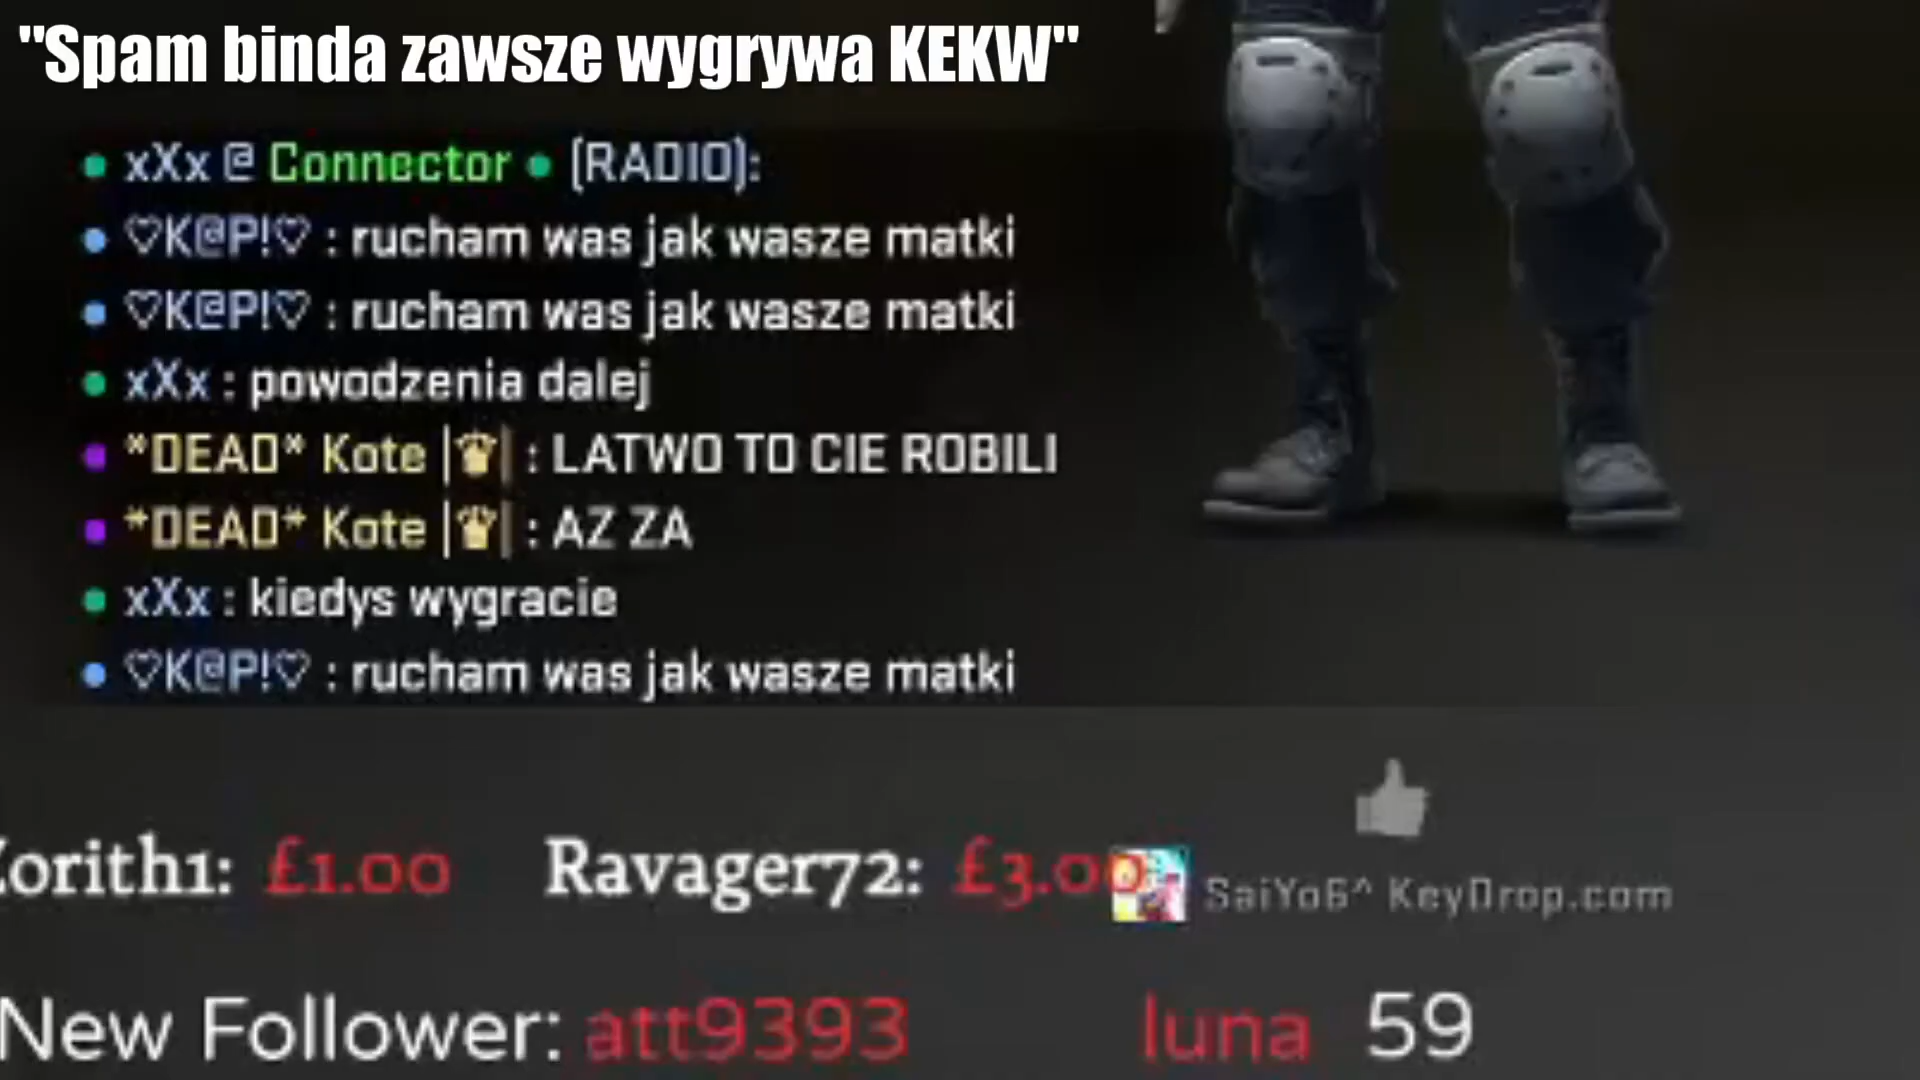 "Spam binda zawsze wygrywa KEKW"
xXx @ Connector • (RADIO):
♡K@P!♡ : rucham was jak wasze matki
♡K@P!♡ : rucham was jak wasze matki
xXx : powodzenia dalej
*DEAD* Kote |♛| : LATWO TO CIE ROBILI
*DEAD* Kote |♛| : AZ ZA
xXx : kiedys wygracie
♡K@P!♡ : rucham was jak wasze matki
orith1: £1.00 Ravager72: £3.00
SaiYo6^ KeyDrop.com
New Follower: att9393 luna 59